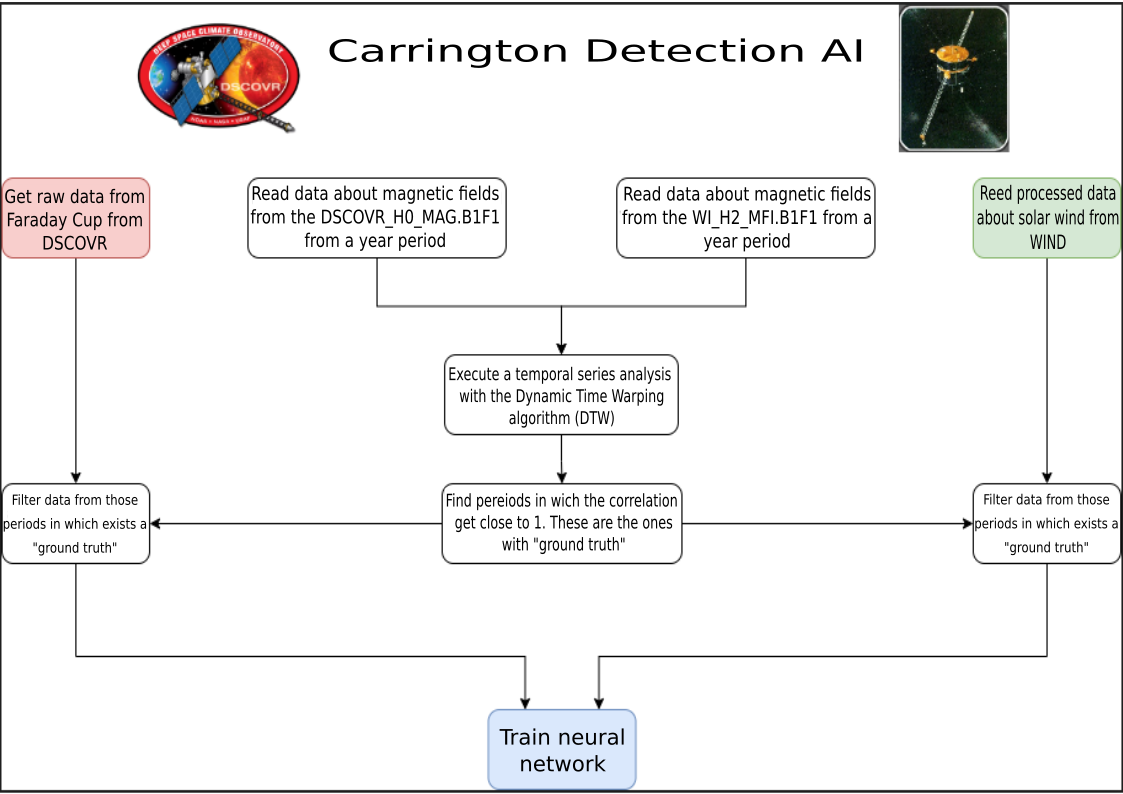 DEEP SPACE CLIMATE OBSERVATORY
DSCOVR
NOAA • NASA • USAF
Carrington Detection AI
Get raw data from
Faraday Cup from
DSCOVR
Read data about magnetic fields
from the DSCOVR_H0_MAG.B1F1
from a year period
Read data about magnetic fields
from the WI_H2_MFI.B1F1 from a
year period
Reed processed data
about solar wind from
WIND
Execute a temporal series analysis
with the Dynamic Time Warping
algorithm (DTW)
Filter data from those
periods in which exists a
"ground truth"
Find pereiods in wich the correlation
get close to 1. These are the ones
with "ground truth"
Filter data from those
periods in which exists a
"ground truth"
Train neural
network